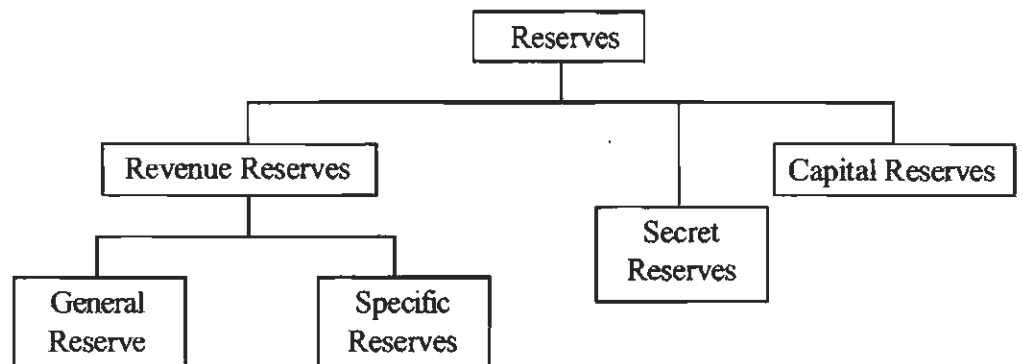 Reserves
Revenue Reserves
Capital Reserves
Secret
Reserves
General
Reserve
Specific
Reserves